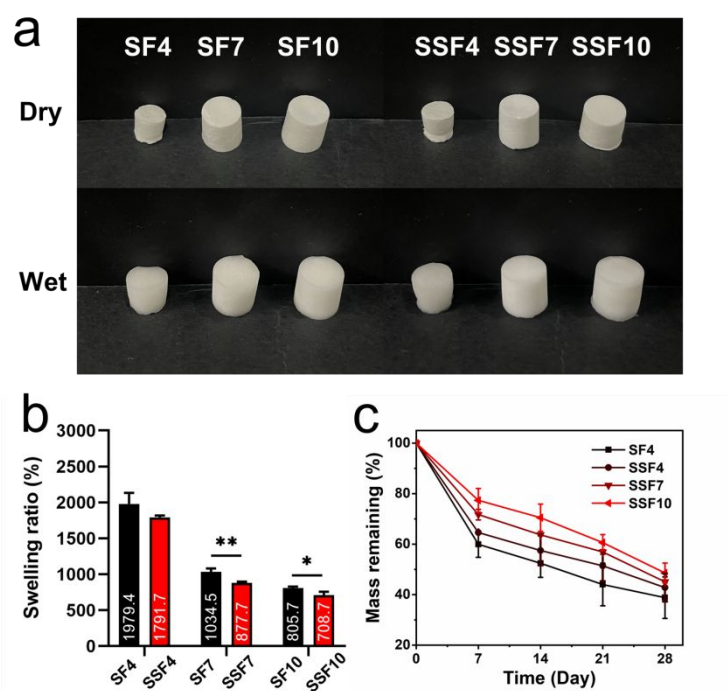 a
SF4 SF7 SF10 SSF4 SSF7 SSF10
Dry
Wet
b
Swelling ratio (%)
3000
2500
2000
1500
1000
500
0
1979.4
1791.7
1034.5
877.7
805.7
708.7
**
*
SF4 SSF4 SF7 SSF7 SF10 SSF10
c
Mass remaining (%)
100
80
60
40
20
SF4
SSF4
SSF7
SSF10
0 7 14 21 28
Time (Day)